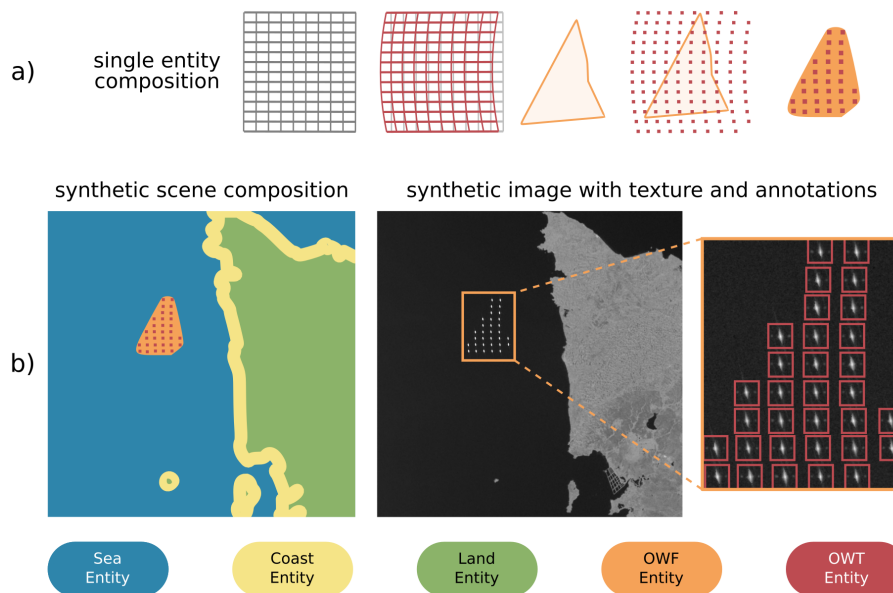 a)
single entity
composition
synthetic scene composition
synthetic image with texture and annotations
b)
Sea
Entity
Coast
Entity
Land
Entity
OWF
Entity
OWT
Entity